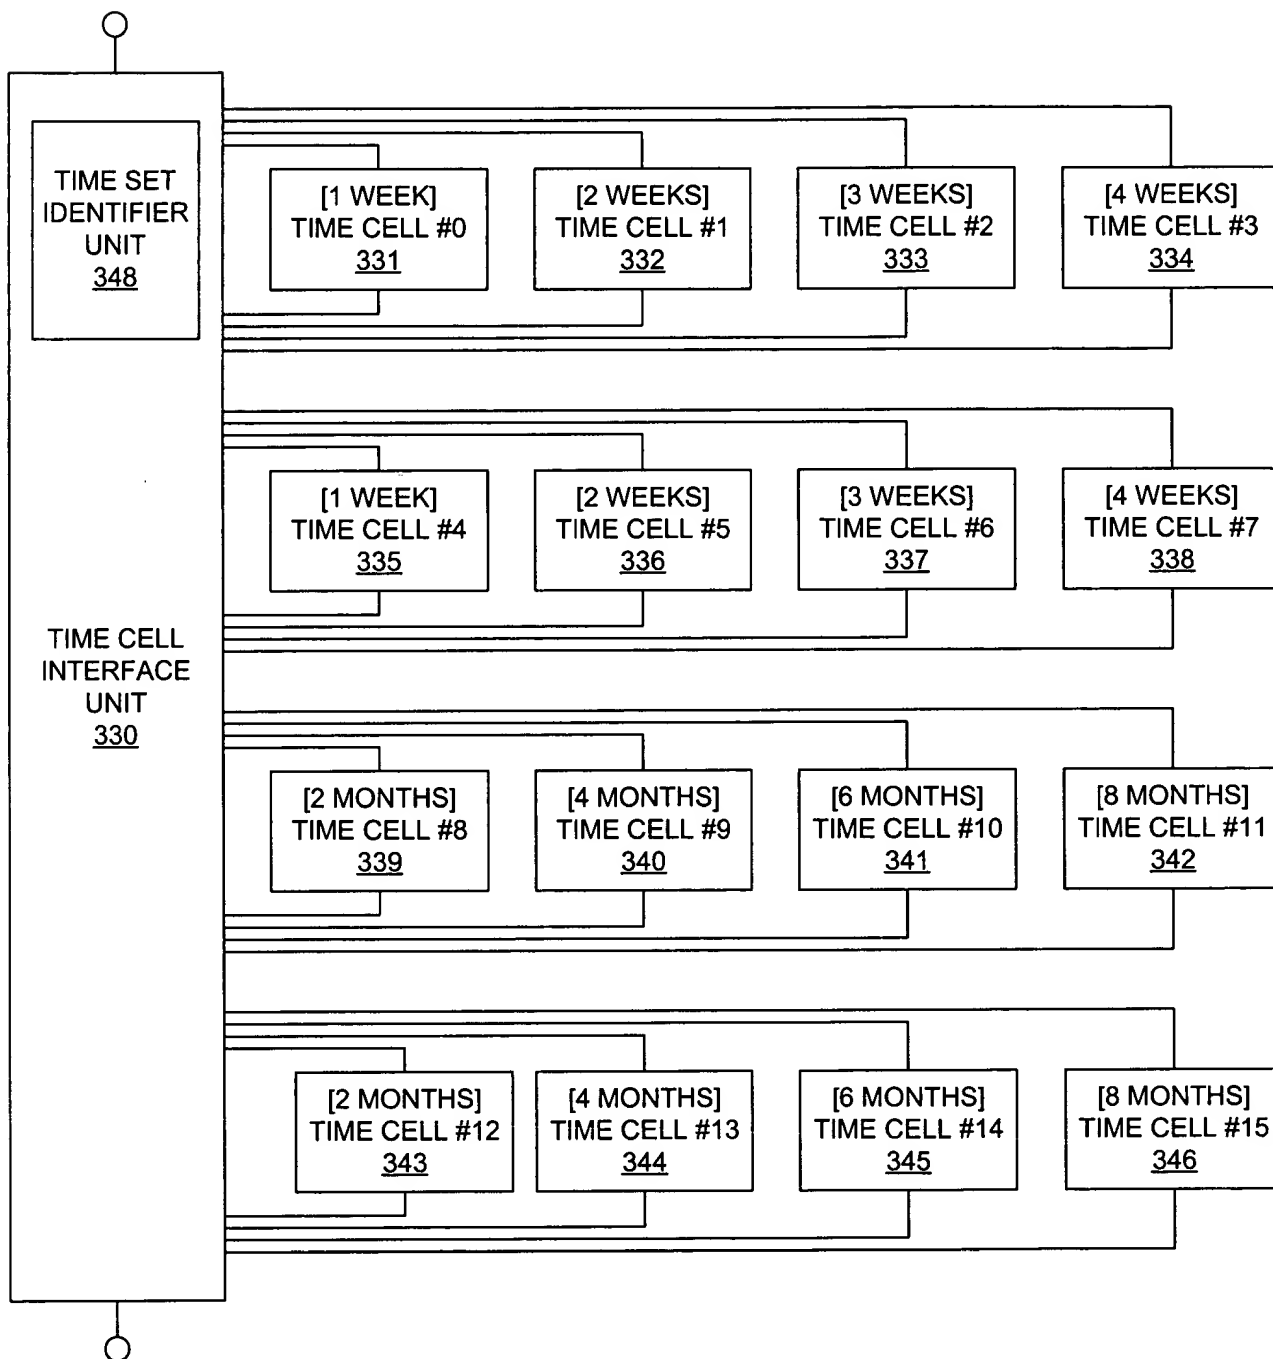 TIME SET
IDENTIFIER
UNIT
348
[1 WEEK]
TIME CELL #0
331
[2 WEEKS]
TIME CELL #1
332
[3 WEEKS]
TIME CELL #2
333
[4 WEEKS]
TIME CELL #3
334
[1 WEEK]
TIME CELL #4
335
[2 WEEKS]
TIME CELL #5
336
[3 WEEKS]
TIME CELL #6
337
[4 WEEKS]
TIME CELL #7
338
TIME CELL
INTERFACE
UNIT
330
[2 MONTHS]
TIME CELL #8
339
[4 MONTHS]
TIME CELL #9
340
[6 MONTHS]
TIME CELL #10
341
[8 MONTHS]
TIME CELL #11
342
[2 MONTHS]
TIME CELL #12
343
[4 MONTHS]
TIME CELL #13
344
[6 MONTHS]
TIME CELL #14
345
[8 MONTHS]
TIME CELL #15
346